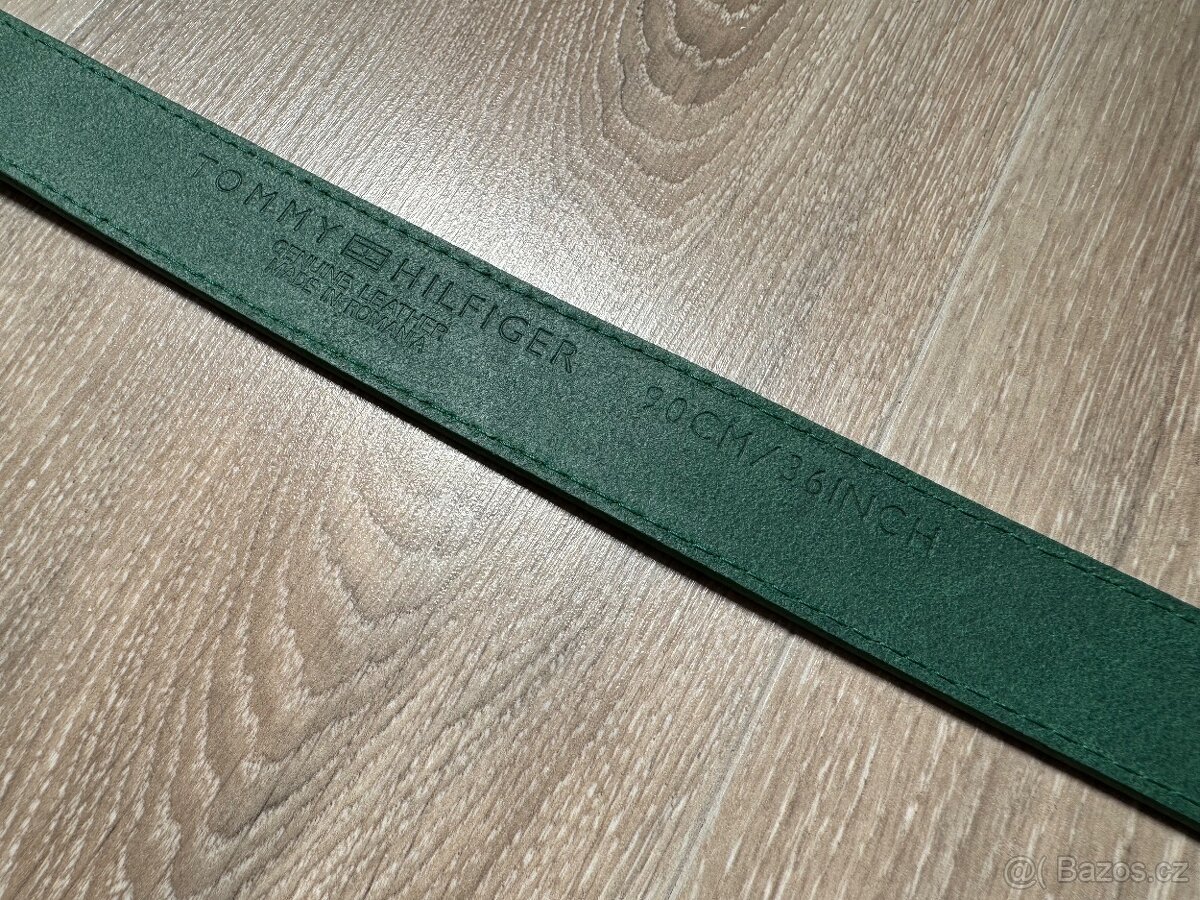 TOMMY HILFIGER
GENUINE LEATHER
MADE IN ROMANIA
90CM/36INCH
@( Bazos.cz